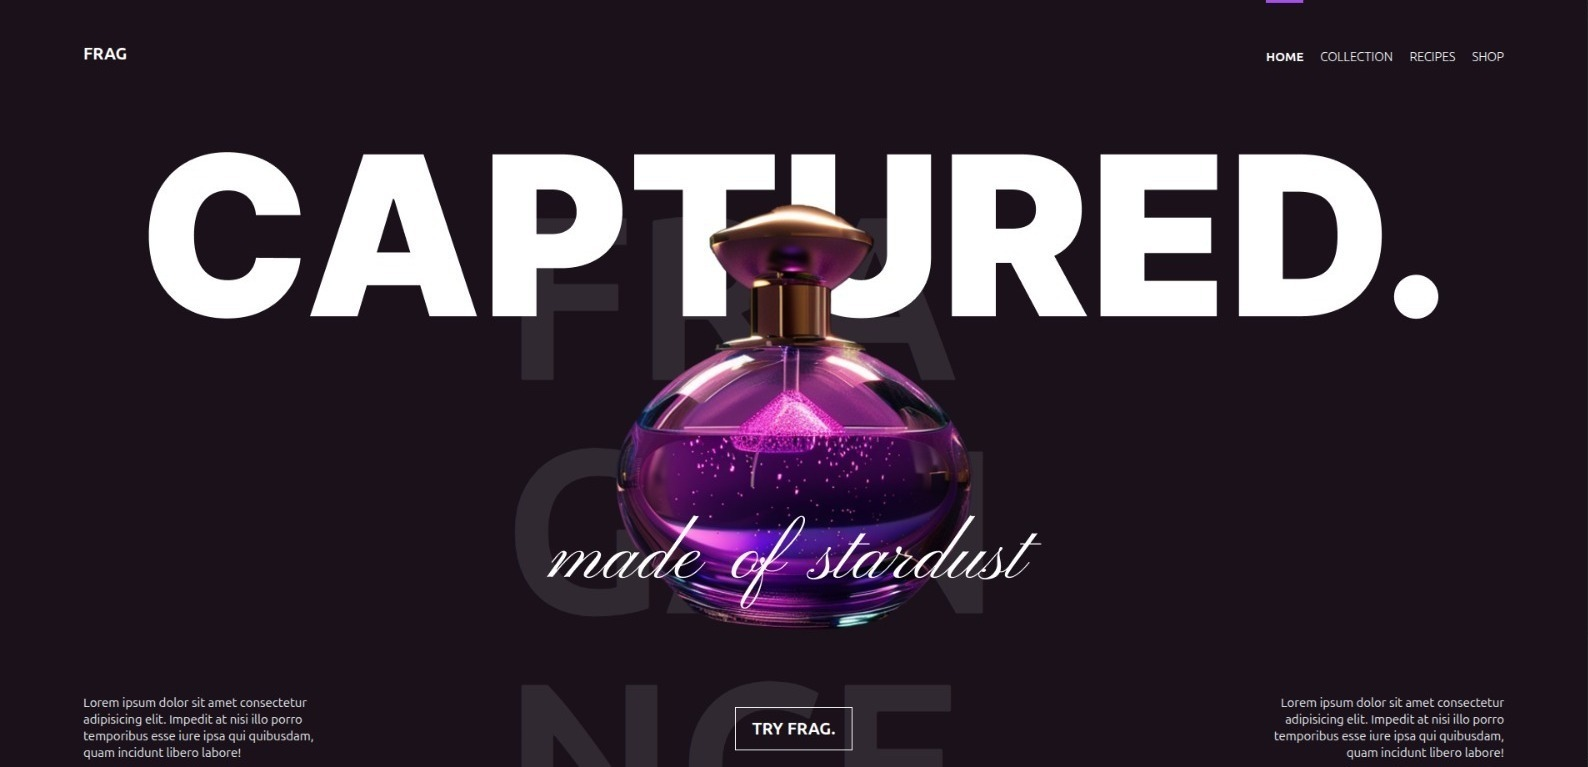 FRAG
HOME COLLECTION RECIPES SHOP
CAPTURED.
FRA
GAN
NCE
made of stardust
Lorem ipsum dolor sit amet consectetur
adipisicing elit. Impedit at nisi illo porro
temporibus esse iure ipsa qui quibusdam,
quam incidunt libero labore!
TRY FRAG.
Lorem ipsum dolor sit amet consectetur
adipisicing elit. Impedit at nisi illo porro
temporibus esse iure ipsa qui quibusdam,
quam incidunt libero labore!